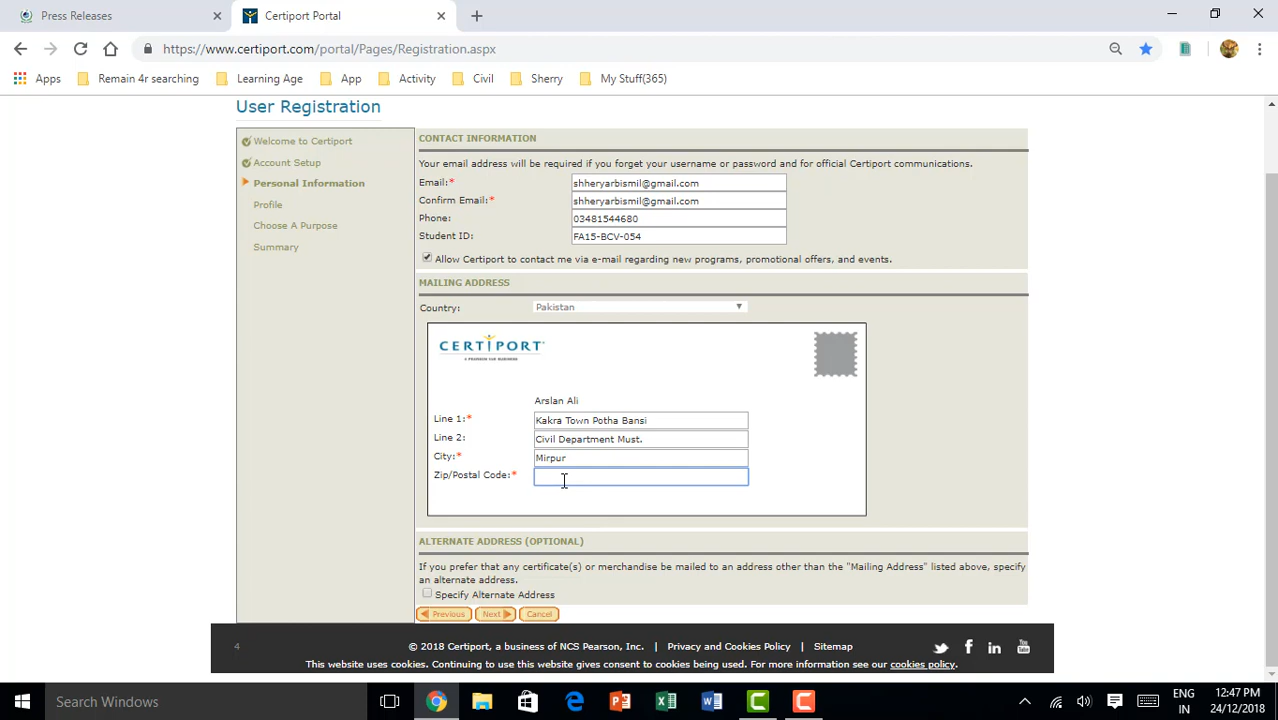 Press Releases
Certiport Portal
https://www.certiport.com/portal/Pages/Registration.aspx
Apps
Remain 4r searching
Learning Age
App
Activity
Civil
Sherry
My Stuff(365)
User Registration
Welcome to Certiport
Account Setup
Personal Information
Profile
Choose A Purpose
Summary
CONTACT INFORMATION
Your email address will be required if you forget your username or password and for official Certiport communications.
Email:* shheryarbismil@gmail.com
Confirm Email:* shheryarbismil@gmail.com
Phone: 03481544680
Student ID: FA15-BCV-054
Allow Certiport to contact me via e-mail regarding new programs, promotional offers, and events.
MAILING ADDRESS
Country: Pakistan
CERTIPORT
A PEARSON VUE BUSINESS
Arslan Ali
Line 1:* Kakra Town Potha Bansi
Line 2: Civil Department Must.
City:* Mirpur
Zip/Postal Code:*
ALTERNATE ADDRESS (OPTIONAL)
If you prefer that any certificate(s) or merchandise be mailed to an address other than the "Mailing Address" listed above, specify
an alternate address.
Specify Alternate Address
Previous Next Cancel
4
© 2018 Certiport, a business of NCS Pearson, Inc. | Privacy and Cookies Policy | Sitemap
You Tube
This website uses cookies. Continuing to use this website gives consent to cookies being used. For more information see our cookies policy.
Search Windows
ENG
IN
12:47 PM
24/12/2018